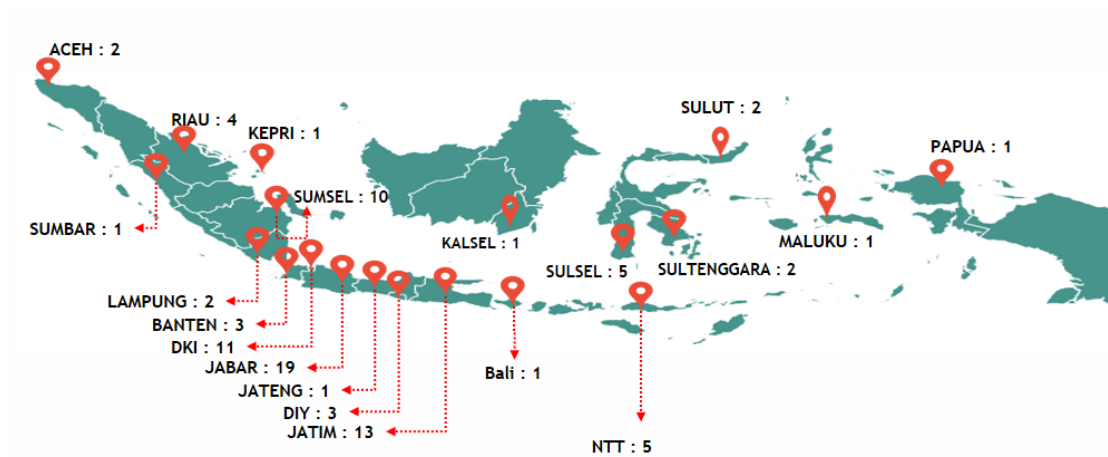 ACEH : 2
RIAU : 4
KEPRI : 1
SULUT : 2
PAPUA : 1
SUMSEL : 10
SUMBAR : 1
KALSEL : 1
MALUKU : 1
SULSEL : 5
SULTENGGARA : 2
LAMPUNG : 2
BANTEN : 3
DKI : 11
JABAR : 19
Bali : 1
JATENG : 1
DIY : 3
JATIM : 13
NTT : 5